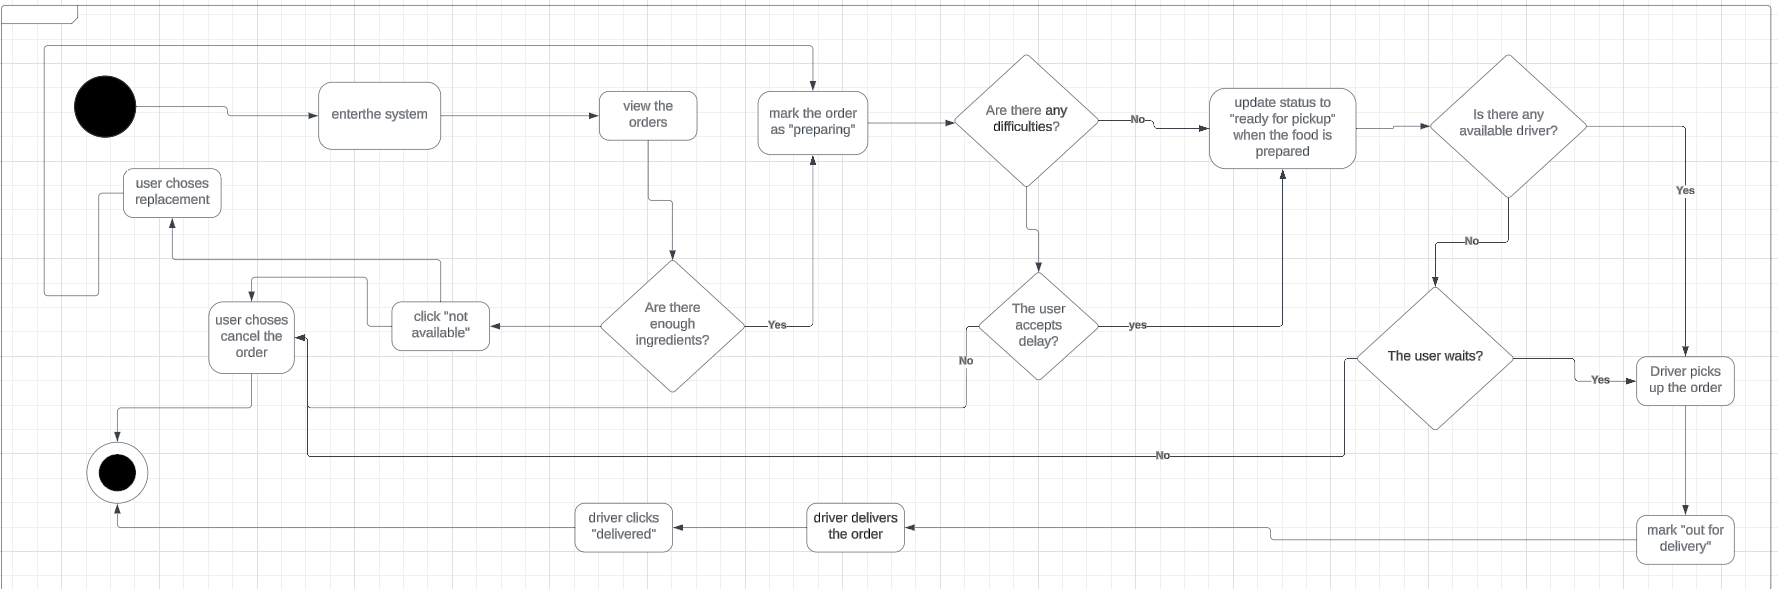 enterthe system
view the
orders
mark the order
as "preparing"
Are there any
difficulties?
No
update status to
"ready for pickup"
when the food is
prepared
Is there any
available driver?
Yes
No
user choses
replacement
user choses
cancel the
order
click "not
available"
Are there
enough
ingredients?
Yes
The user
accepts
delay?
yes
No
The user waits?
Yes
Driver picks
up the order
No
driver clicks
"delivered"
driver delivers
the order
mark "out for
delivery"